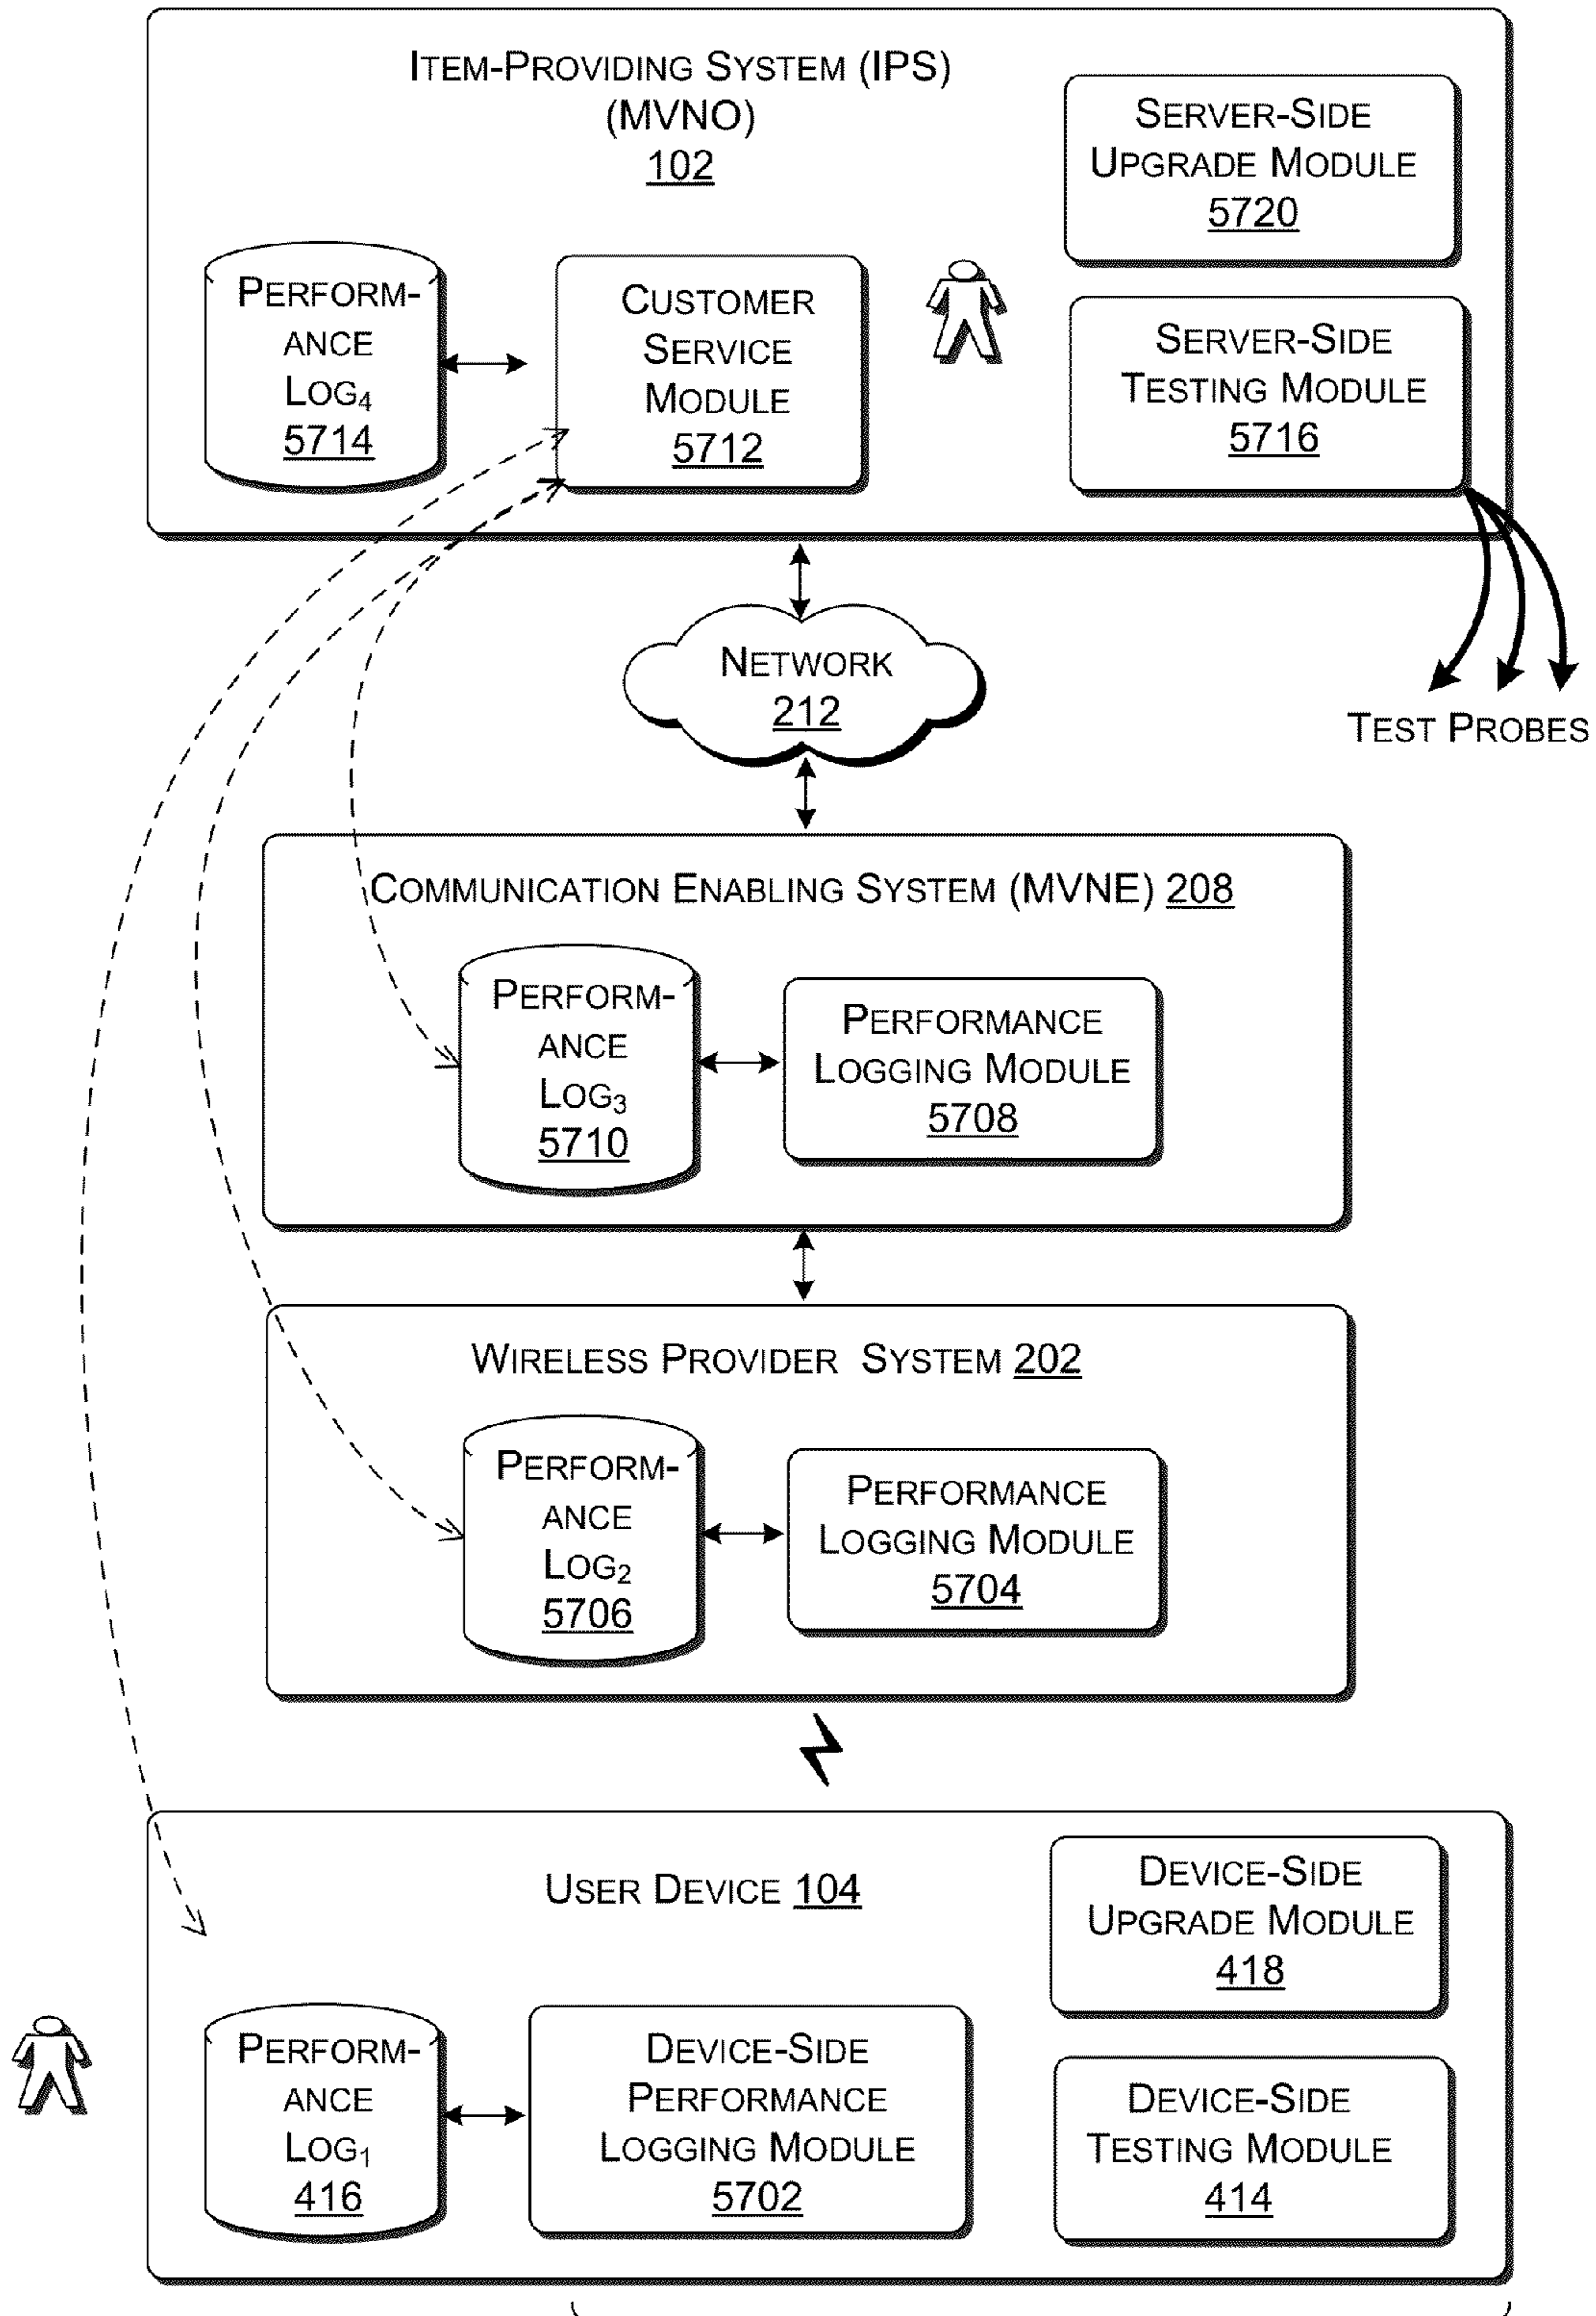 ITEM-PROVIDING SYSTEM (IPS)
(MVNO)
102
SERVER-SIDE
UPGRADE MODULE
5720
PERFORM-
ANCE
LOG4
5714
CUSTOMER
SERVICE
MODULE
5712
SERVER-SIDE
TESTING MODULE
5716
NETWORK
212
TEST PROBES
COMMUNICATION ENABLING SYSTEM (MVNE) 208
PERFORM-
ANCE
LOG3
5710
PERFORMANCE
LOGGING MODULE
5708
WIRELESS PROVIDER SYSTEM 202
PERFORM-
ANCE
LOG2
5706
PERFORMANCE
LOGGING MODULE
5704
USER DEVICE 104
DEVICE-SIDE
UPGRADE MODULE
418
PERFORM-
ANCE
LOG1
416
DEVICE-SIDE
PERFORMANCE
LOGGING MODULE
5702
DEVICE-SIDE
TESTING MODULE
414